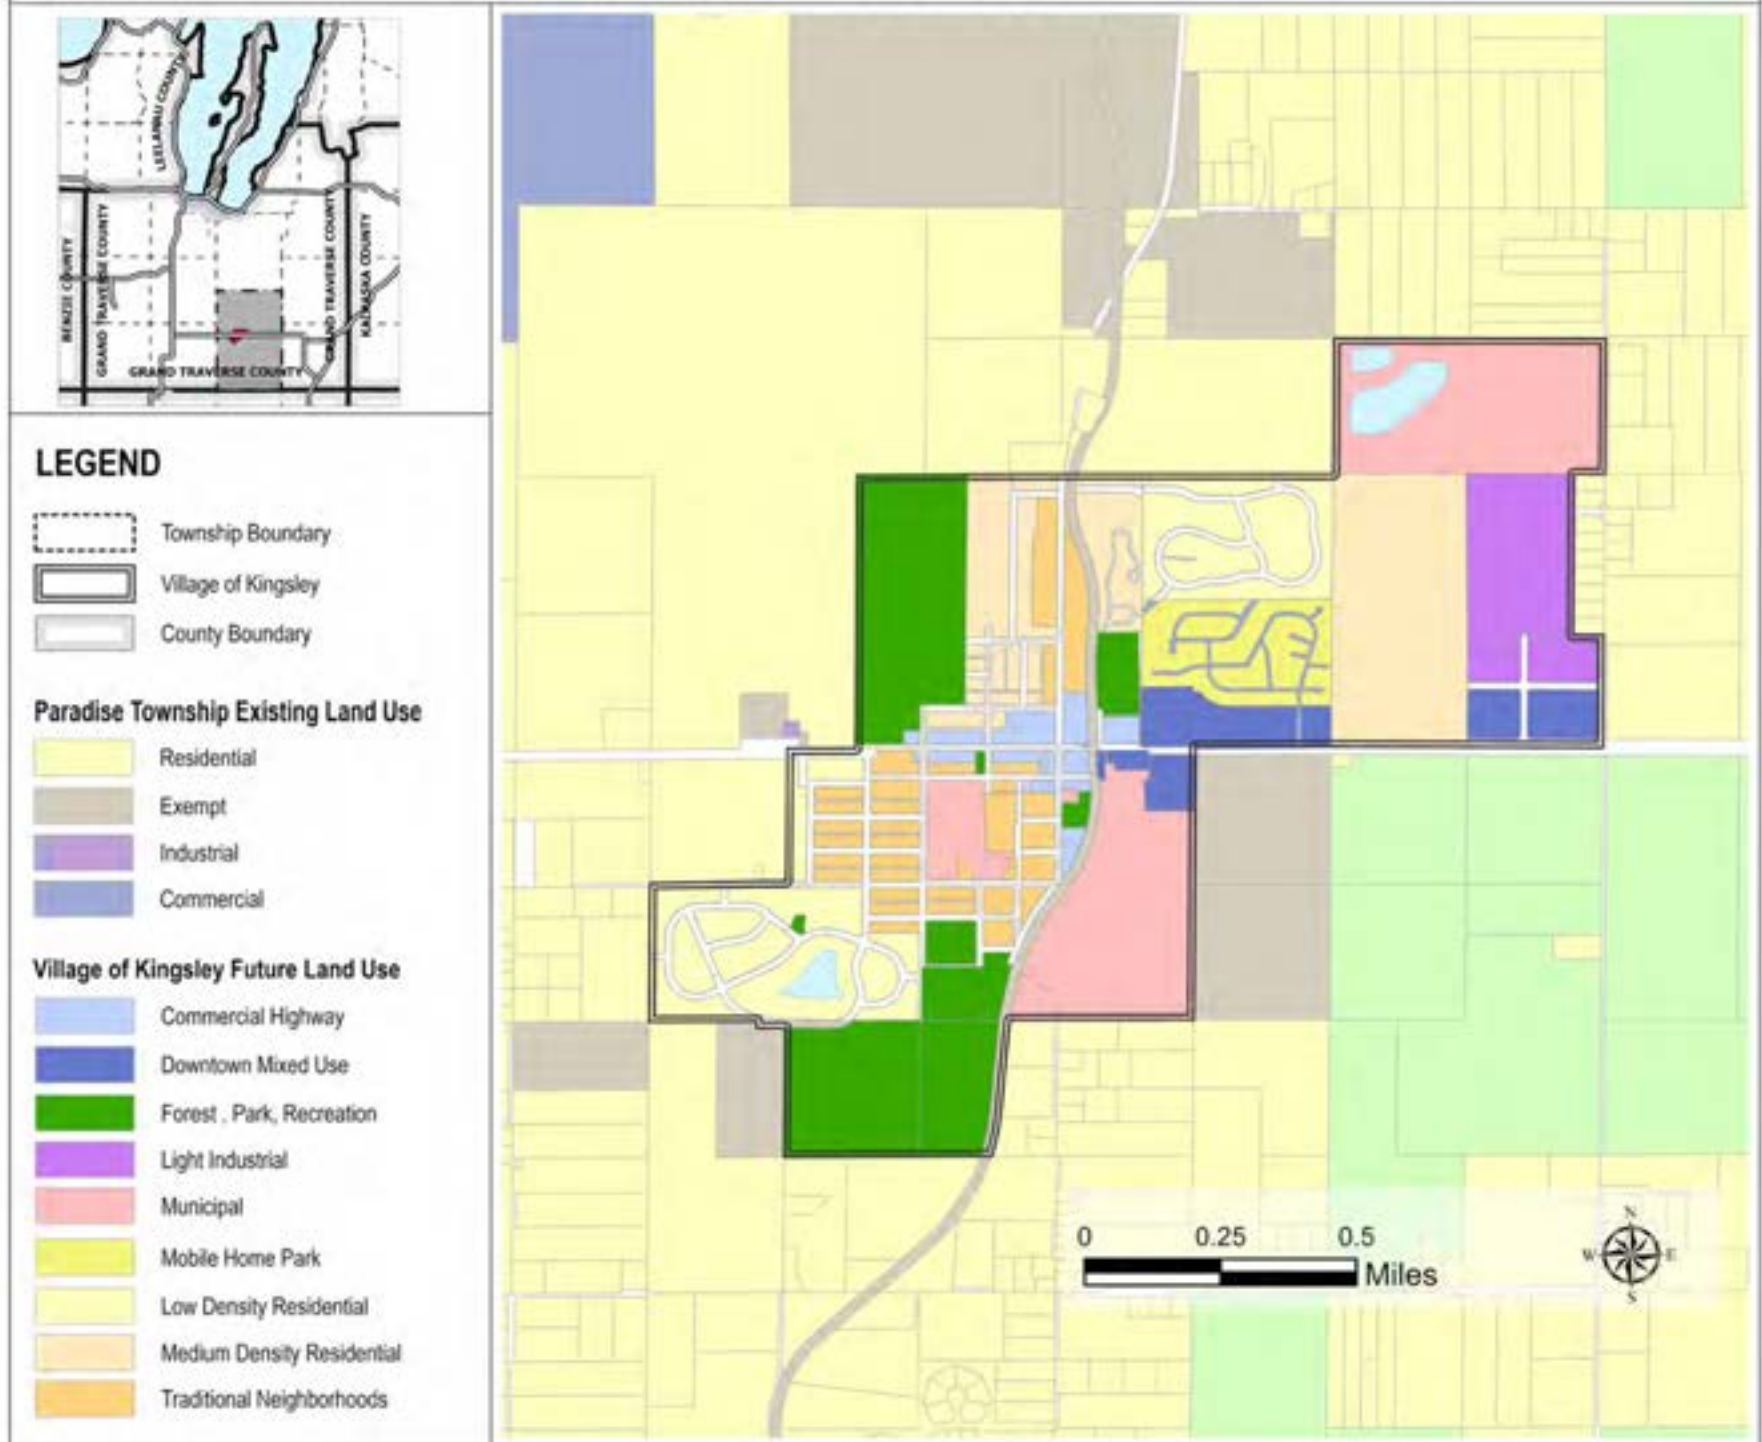 LEELANAU COUNTY
BENZIE COUNTY
GRAND TRAVERSE COUNTY
GRAND TRAVERSE COUNTY
KALKASKA COUNTY
GRAND TRAVERSE COUNTY
LEGEND
Township Boundary
Village of Kingsley
County Boundary
Paradise Township Existing Land Use
Residential
Exempt
Industrial
Commercial
Village of Kingsley Future Land Use
Commercial Highway
Downtown Mixed Use
Forest , Park, Recreation
Light Industrial
Municipal
Mobile Home Park
Low Density Residential
Medium Density Residential
Traditional Neighborhoods
0 0.25 0.5
Miles
N
W E
S